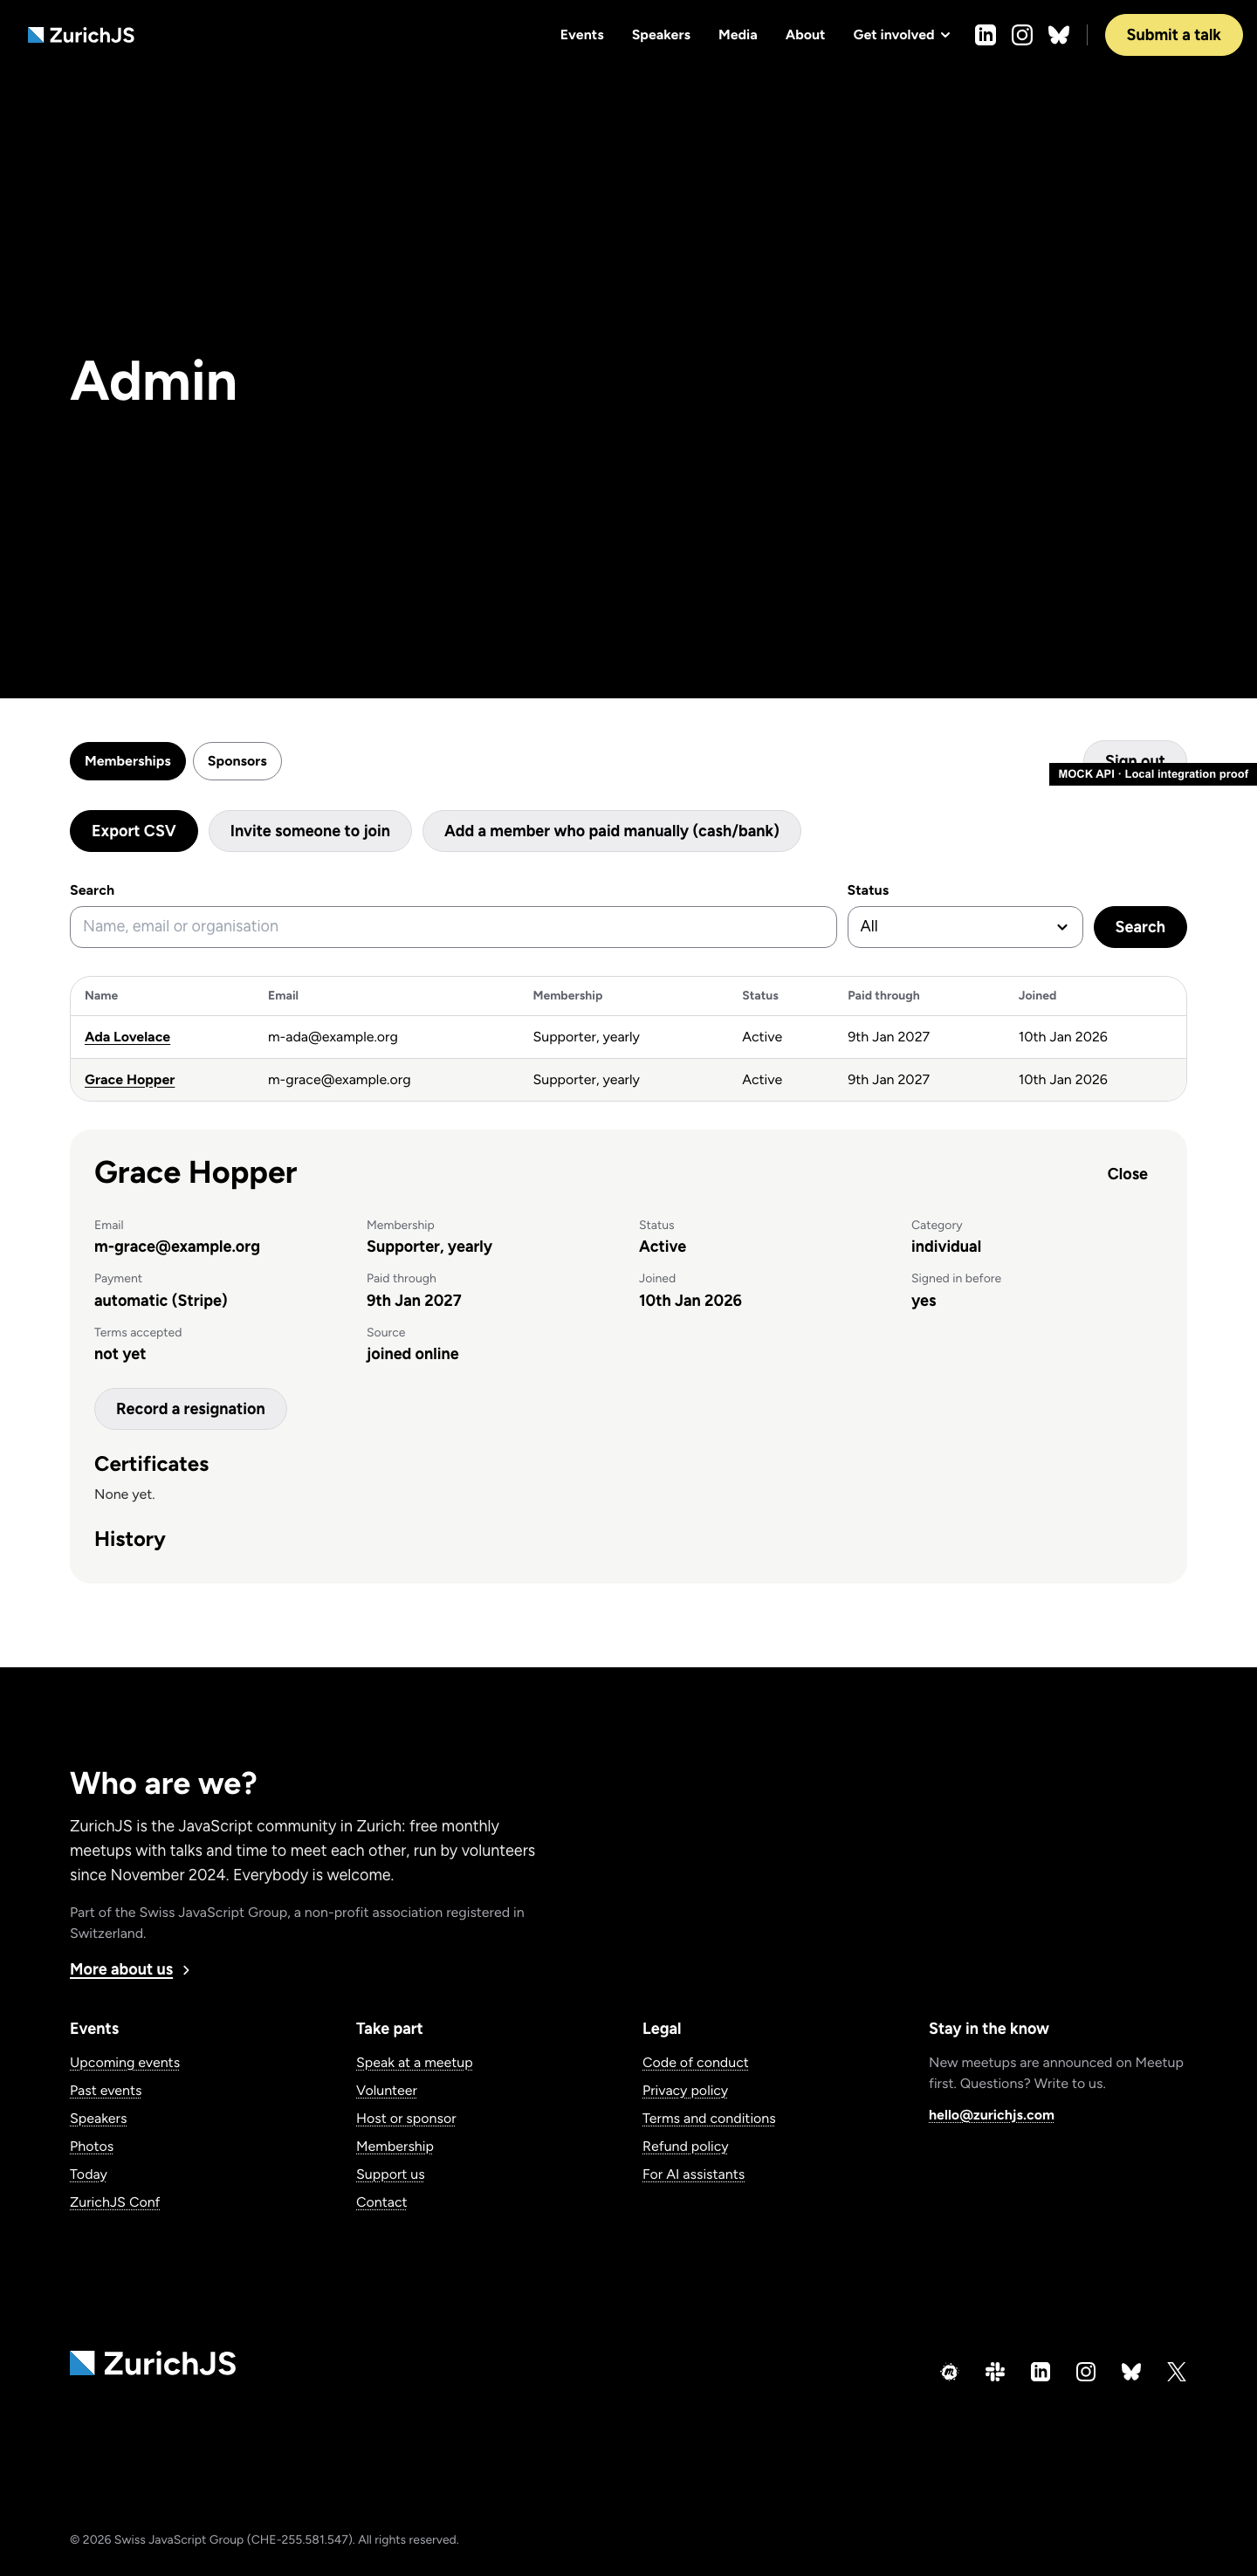 ZurichJS
Events
Speakers
Media
About
Get involved
Submit a talk
Admin
Memberships
Sponsors
Sign out
MOCK API · Local integration proof
Export CSV
Invite someone to join
Add a member who paid manually (cash/bank)
Search
Status
Name, email or organisation
All
Search
Name Email Membership Status Paid through Joined
Ada Lovelace m-ada@example.org Supporter, yearly Active 9th Jan 2027 10th Jan 2026
Grace Hopper m-grace@example.org Supporter, yearly Active 9th Jan 2027 10th Jan 2026
Grace Hopper
Close
Email Membership Status Category
m-grace@example.org Supporter, yearly Active individual
Payment Paid through Joined Signed in before
automatic (Stripe) 9th Jan 2027 10th Jan 2026 yes
Terms accepted Source
not yet joined online
Record a resignation
Certificates
None yet.
History
Who are we?
ZurichJS is the JavaScript community in Zurich: free monthly
meetups with talks and time to meet each other, run by volunteers
since November 2024. Everybody is welcome.
Part of the Swiss JavaScript Group, a non-profit association registered in
Switzerland.
More about us
Events
Upcoming events
Past events
Speakers
Photos
Today
ZurichJS Conf
Take part
Speak at a meetup
Volunteer
Host or sponsor
Membership
Support us
Contact
Legal
Code of conduct
Privacy policy
Terms and conditions
Refund policy
For AI assistants
Stay in the know
New meetups are announced on Meetup
first. Questions? Write to us.
hello@zurichjs.com
ZurichJS
© 2026 Swiss JavaScript Group (CHE-255.581.547). All rights reserved.